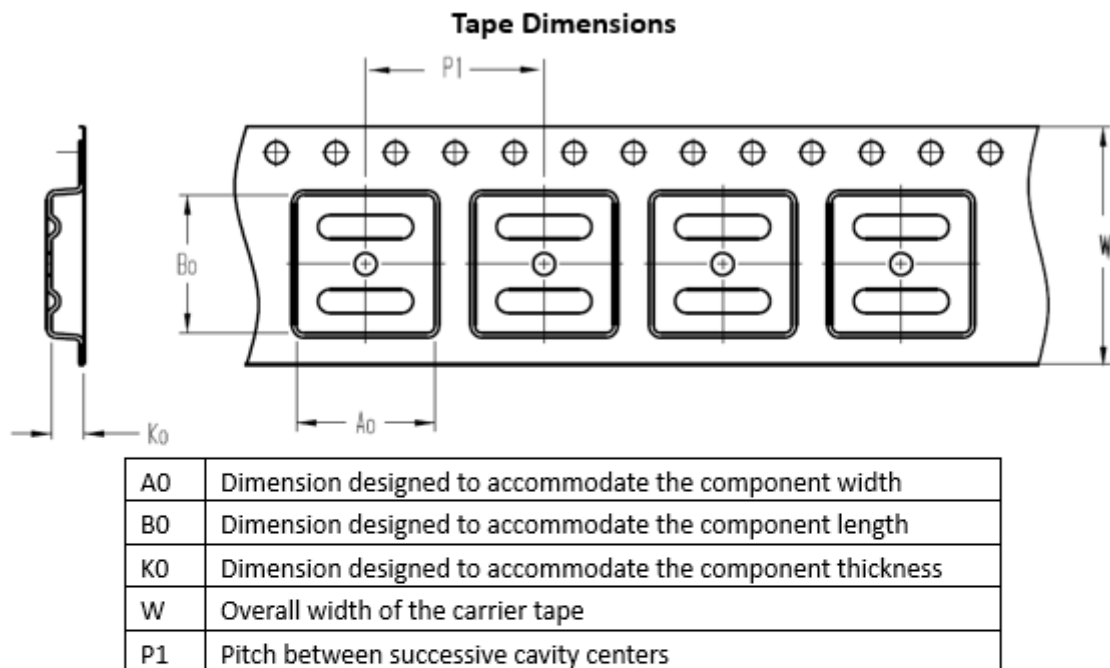 Tape Dimensions
P1
Bo
W
Ao
Ko
A0 Dimension designed to accommodate the component width
B0 Dimension designed to accommodate the component length
K0 Dimension designed to accommodate the component thickness
W Overall width of the carrier tape
P1 Pitch between successive cavity centers